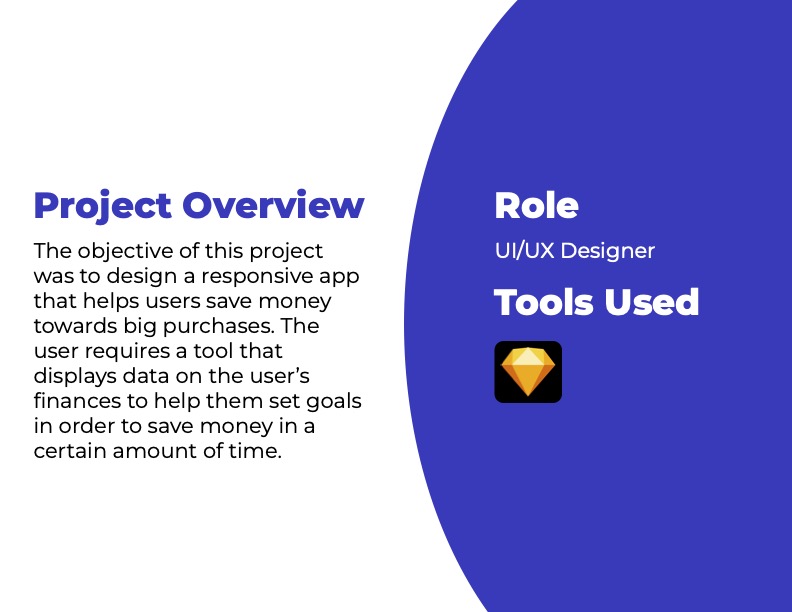 Project Overview
The objective of this project
was to design a responsive app
that helps users save money
towards big purchases. The
user requires a tool that
displays data on the user’s
finances to help them set goals
in order to save money in a
certain amount of time.
Role
UI/UX Designer
Tools Used